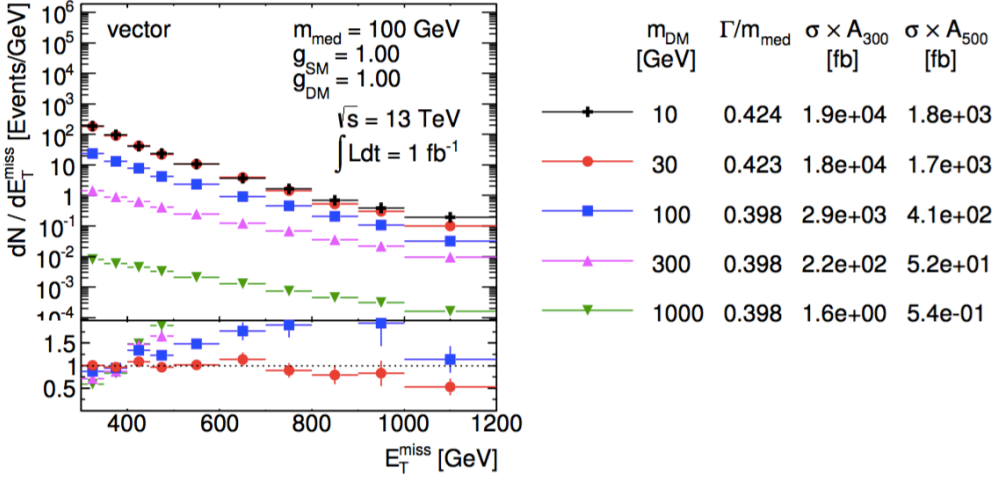 vector
m_med = 100 GeV
g_SM = 1.00
g_DM = 1.00
√s = 13 TeV
∫Ldt = 1 fb⁻¹
dN / dE_T^miss [Events/GeV]
10⁶
10⁵
10⁴
10³
10²
10
1
10⁻¹
10⁻²
10⁻³
10⁻⁴
1.5
1
0.5
400 600 800 1000 1200
E_T^miss [GeV]
m_DM Γ/m_med σ × A₃₀₀ σ × A₅₀₀
[GeV] [fb] [fb]
10 0.424 1.9e+04 1.8e+03
30 0.423 1.8e+04 1.7e+03
100 0.398 2.9e+03 4.1e+02
300 0.398 2.2e+02 5.2e+01
1000 0.398 1.6e+00 5.4e-01